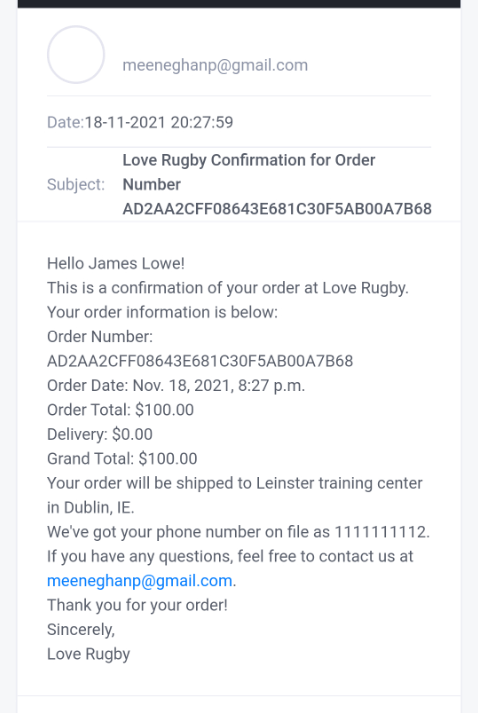 meeneghanp@gmail.com
Date:18-11-2021 20:27:59
Love Rugby Confirmation for Order
Subject: Number
AD2AA2CFF08643E681C30F5AB00A7B68
Hello James Lowe!
This is a confirmation of your order at Love Rugby.
Your order information is below:
Order Number:
AD2AA2CFF08643E681C30F5AB00A7B68
Order Date: Nov. 18, 2021, 8:27 p.m.
Order Total: $100.00
Delivery: $0.00
Grand Total: $100.00
Your order will be shipped to Leinster training center
in Dublin, IE.
We've got your phone number on file as 1111111112.
If you have any questions, feel free to contact us at
meeneghanp@gmail.com.
Thank you for your order!
Sincerely,
Love Rugby